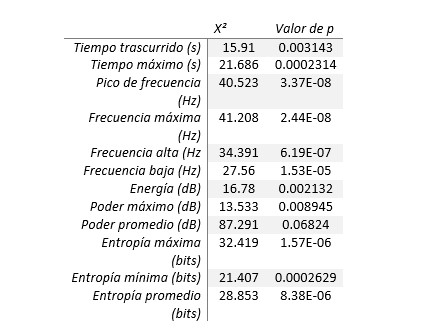 X² Valor de p
Tiempo trascurrido (s) 15.91 0.003143
Tiempo máximo (s) 21.686 0.0002314
Pico de frecuencia 40.523 3.37E-08
(Hz)
Frecuencia máxima 41.208 2.44E-08
(Hz)
Frecuencia alta (Hz 34.391 6.19E-07
Frecuencia baja (Hz) 27.56 1.53E-05
Energía (dB) 16.78 0.002132
Poder máximo (dB) 13.533 0.008945
Poder promedio (dB) 87.291 0.06824
Entropía máxima 32.419 1.57E-06
(bits)
Entropía mínima (bits) 21.407 0.0002629
Entropía promedio 28.853 8.38E-06
(bits)